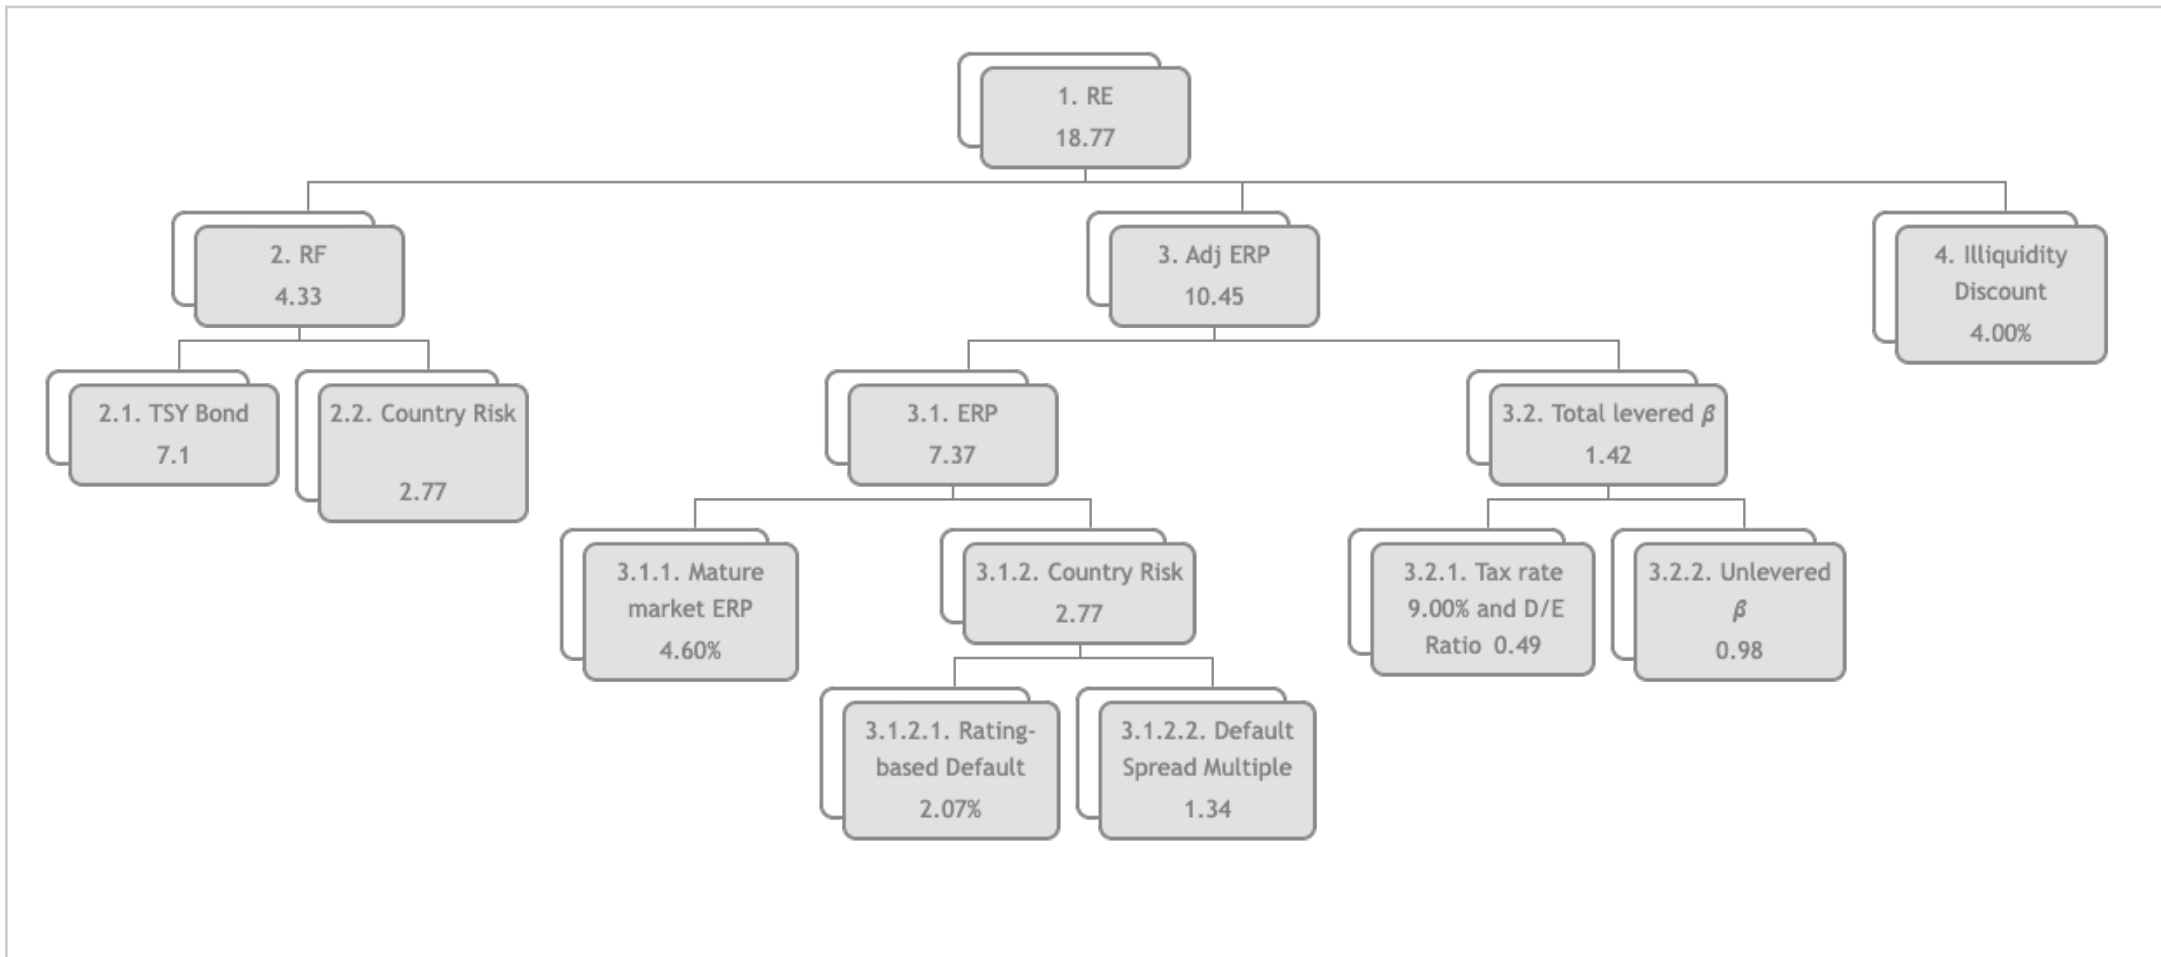 1. RE
18.77
2. RF
4.33
3. Adj ERP
10.45
4. Illiquidity
Discount
4.00%
2.1. TSY Bond
7.1
2.2. Country Risk
2.77
3.1. ERP
7.37
3.2. Total levered β
1.42
3.1.1. Mature
market ERP
4.60%
3.1.2. Country Risk
2.77
3.2.1. Tax rate
9.00% and D/E
Ratio 0.49
3.2.2. Unlevered
β
0.98
3.1.2.1. Rating-
based Default
2.07%
3.1.2.2. Default
Spread Multiple
1.34